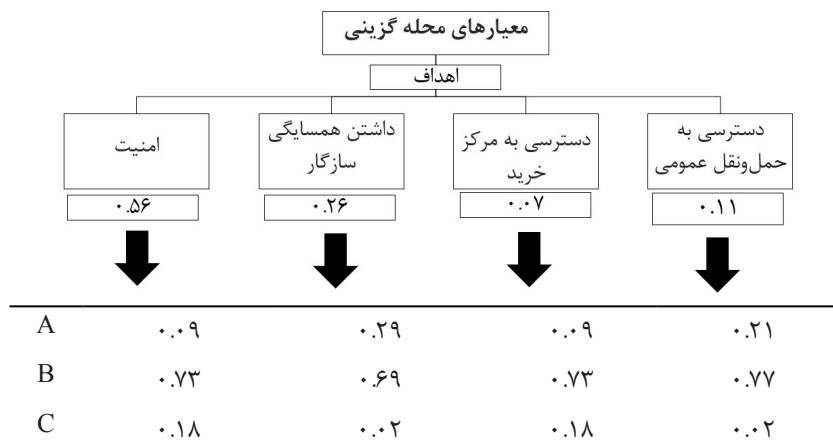 معیارهای محله گزینی
اهداف
امنیت
داشتن همسایگی
سازگار
دسترسی به مرکز
خرید
دسترسی به
حمل‌ونقل عمومی
۰.۵۶ ۰.۲۶ ۰.۰۷ ۰.۱۱
A ۰.۰۹ ۰.۲۹ ۰.۰۹ ۰.۲۱
B ۰.۷۳ ۰.۶۹ ۰.۷۳ ۰.۷۷
C ۰.۱۸ ۰.۰۲ ۰.۱۸ ۰.۰۲